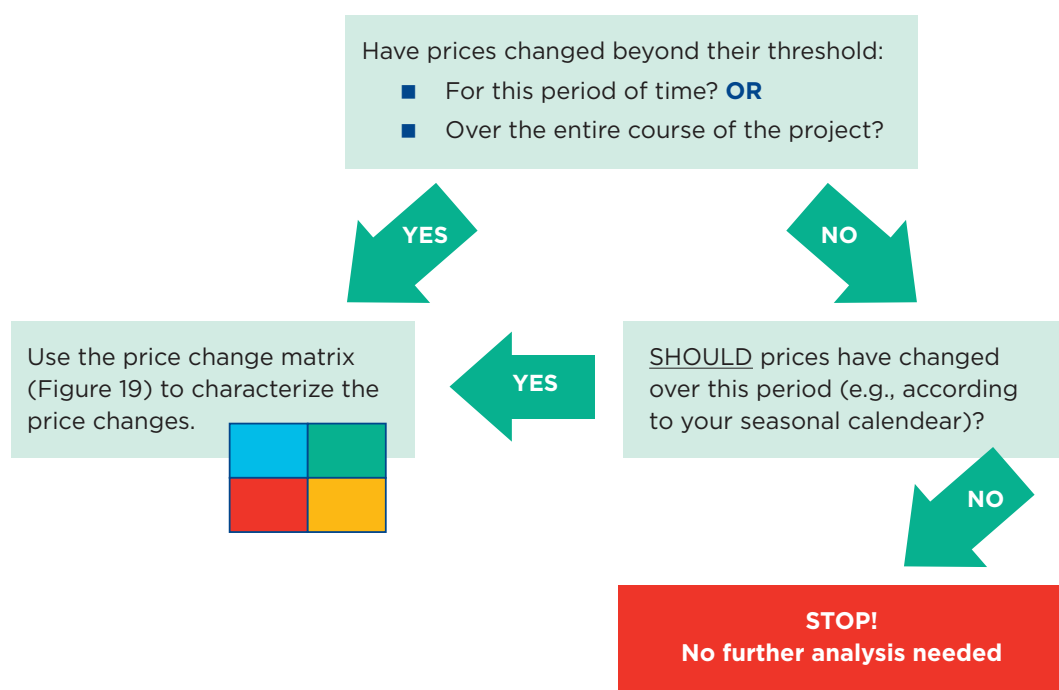 Have prices changed beyond their threshold:
■ For this period of time? OR
■ Over the entire course of the project?
YES
NO
Use the price change matrix
(Figure 19) to characterize the
price changes.
YES
SHOULD prices have changed
over this period (e.g., according
to your seasonal calendear)?
NO
STOP!
No further analysis needed